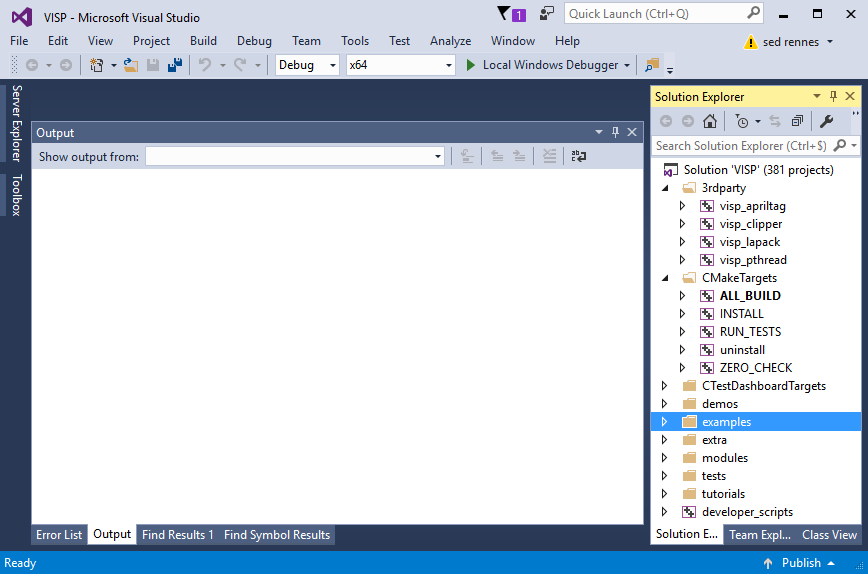 VISP - Microsoft Visual Studio
1
Quick Launch (Ctrl+Q)
File Edit View Project Build Debug Team Tools Test Analyze Window Help
sed rennes
Debug x64 Local Windows Debugger
Server Explorer
Toolbox
Output
Show output from:
Error List Output Find Results 1 Find Symbol Results
Solution Explorer
Search Solution Explorer (Ctrl+$)
Solution 'VISP' (381 projects)
3rdparty
visp_apriltag
visp_clipper
visp_lapack
visp_pthread
CMakeTargets
ALL_BUILD
INSTALL
RUN_TESTS
uninstall
ZERO_CHECK
CTestDashboardTargets
demos
examples
extra
modules
tests
tutorials
developer_scripts
Solution E... Team Expl... Class View
Ready Publish